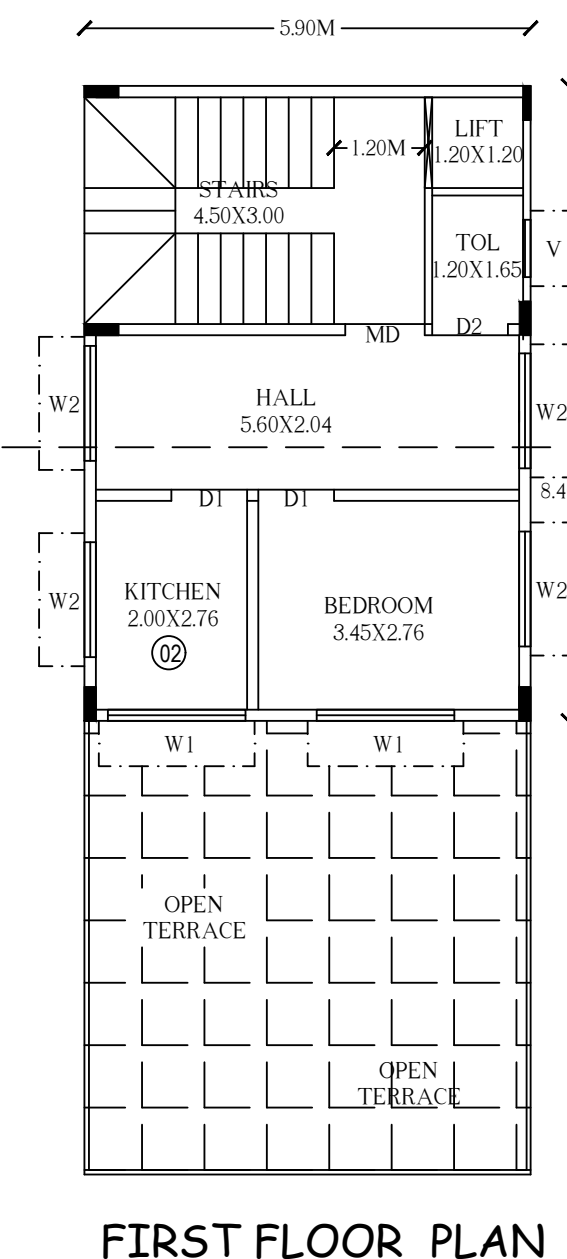 5.90M
LIFT
1.20X1.20
1.20M
STAIRS
4.50X3.00
TOL
1.20X1.65
V
D2
MD
HALL
5.60X2.04
W2
W2
8.4
D1
D1
KITCHEN
2.00X2.76
02
BEDROOM
3.45X2.76
W2
W2
W1
W1
OPEN
TERRACE
OPEN
TERRACE
FIRST FLOOR PLAN